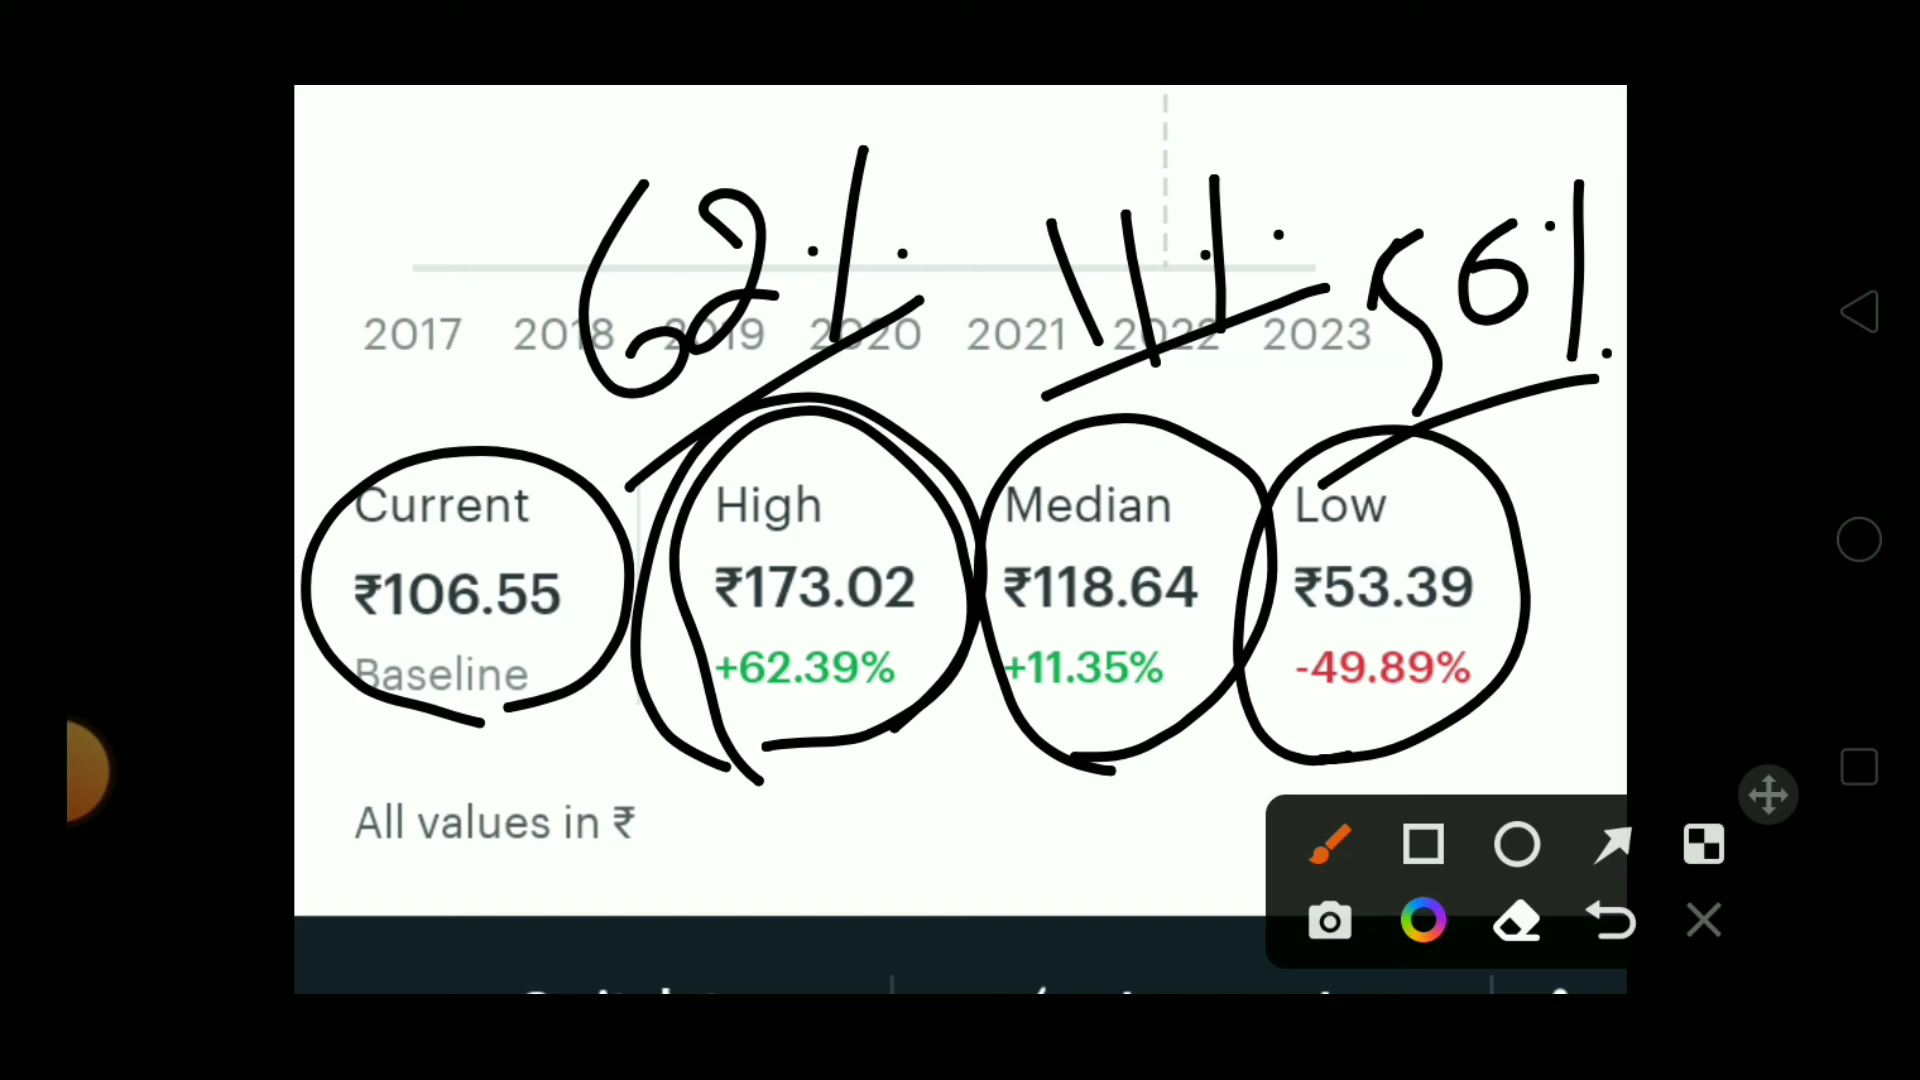 62% 11% 50%
2017 2018 2019 2020 2021 2022 2023
Current High Median Low
₹106.55 ₹173.02 ₹118.64 ₹53.39
Baseline +62.39% +11.35% -49.89%
All values in ₹